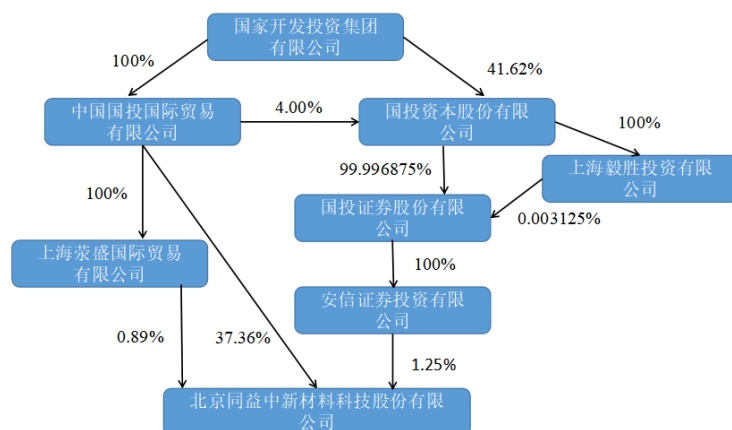 国家开发投资集团
有限公司
100%
41.62%
中国国投国际贸易
有限公司
4.00%
国投资本股份有限
公司
100%
99.996875%
上海毅胜投资有限
公司
100%
国投证券股份有限
公司
0.003125%
上海荥盛国际贸易
有限公司
100%
安信证券投资有限
公司
0.89%
37.36%
1.25%
北京同益中新材料科技股份有限
公司